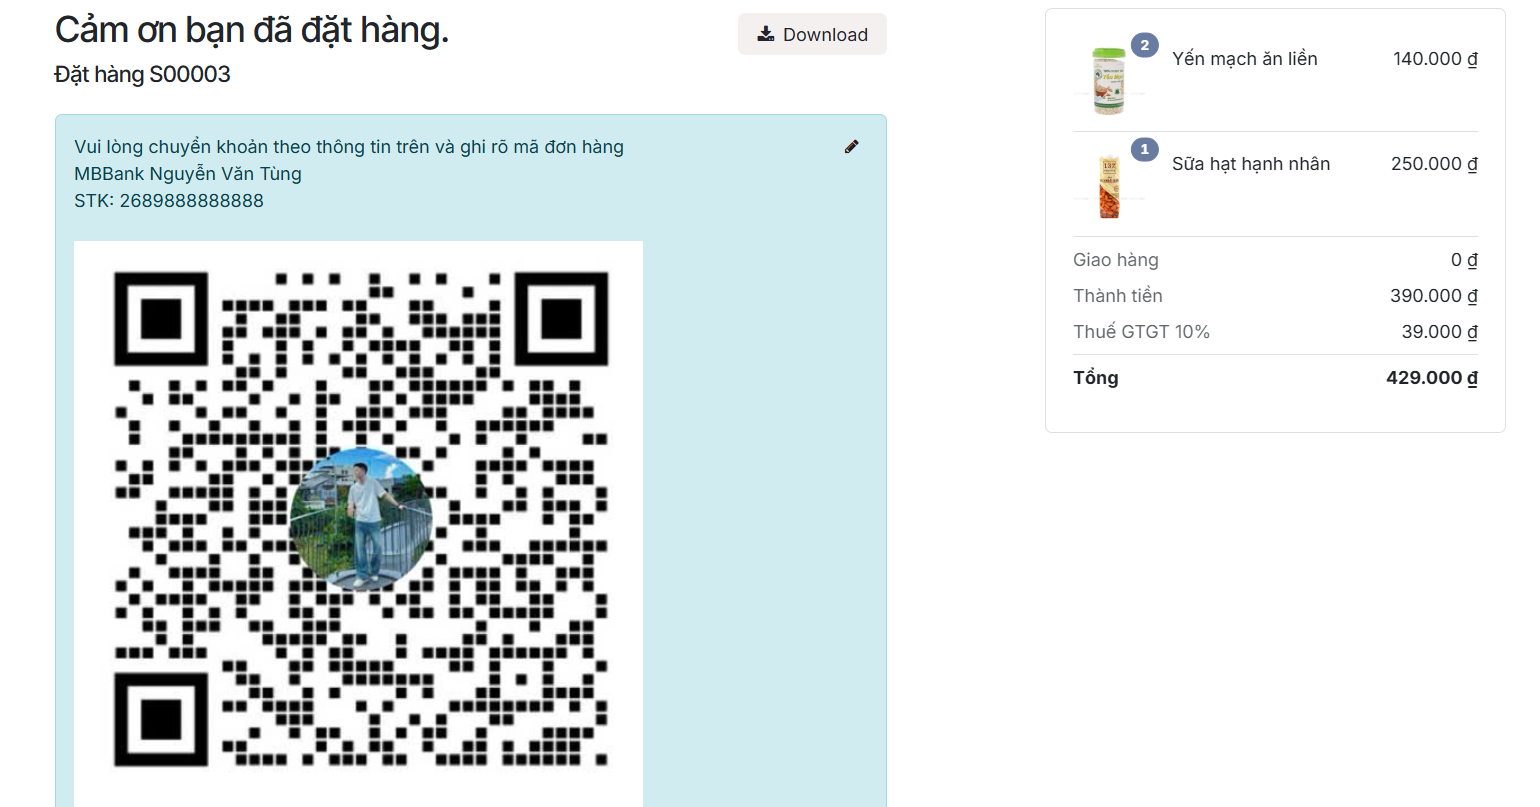 Cảm ơn bạn đã đặt hàng.
Download
Đặt hàng S00003
Vui lòng chuyển khoản theo thông tin trên và ghi rõ mã đơn hàng
MBBank Nguyễn Văn Tùng
STK: 2689888888888
2
Yến mạch ăn liền 140.000 ₫
1
Sữa hạt hạnh nhân 250.000 ₫
Giao hàng 0 ₫
Thành tiền 390.000 ₫
Thuế GTGT 10% 39.000 ₫
Tổng 429.000 ₫